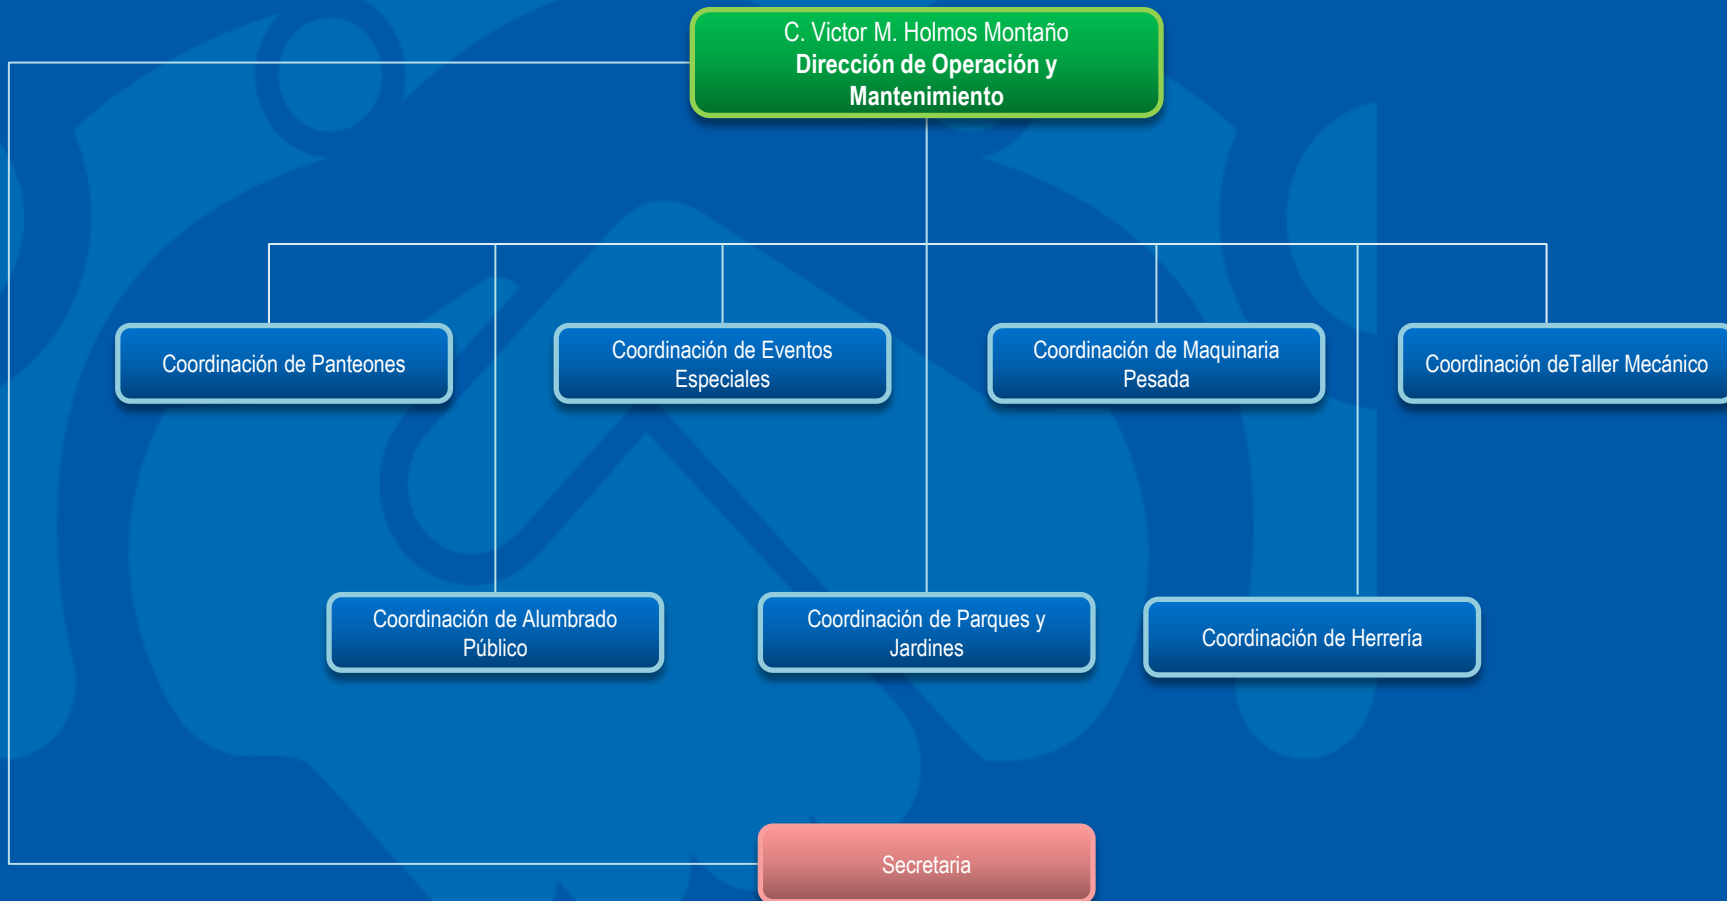 C. Victor M. Holmos Montaño
Dirección de Operación y
Mantenimiento
Coordinación de Panteones
Coordinación de Eventos
Especiales
Coordinación de Maquinaria
Pesada
Coordinación deTaller Mecánico
Coordinación de Alumbrado
Público
Coordinación de Parques y
Jardines
Coordinación de Herrería
Secretaria